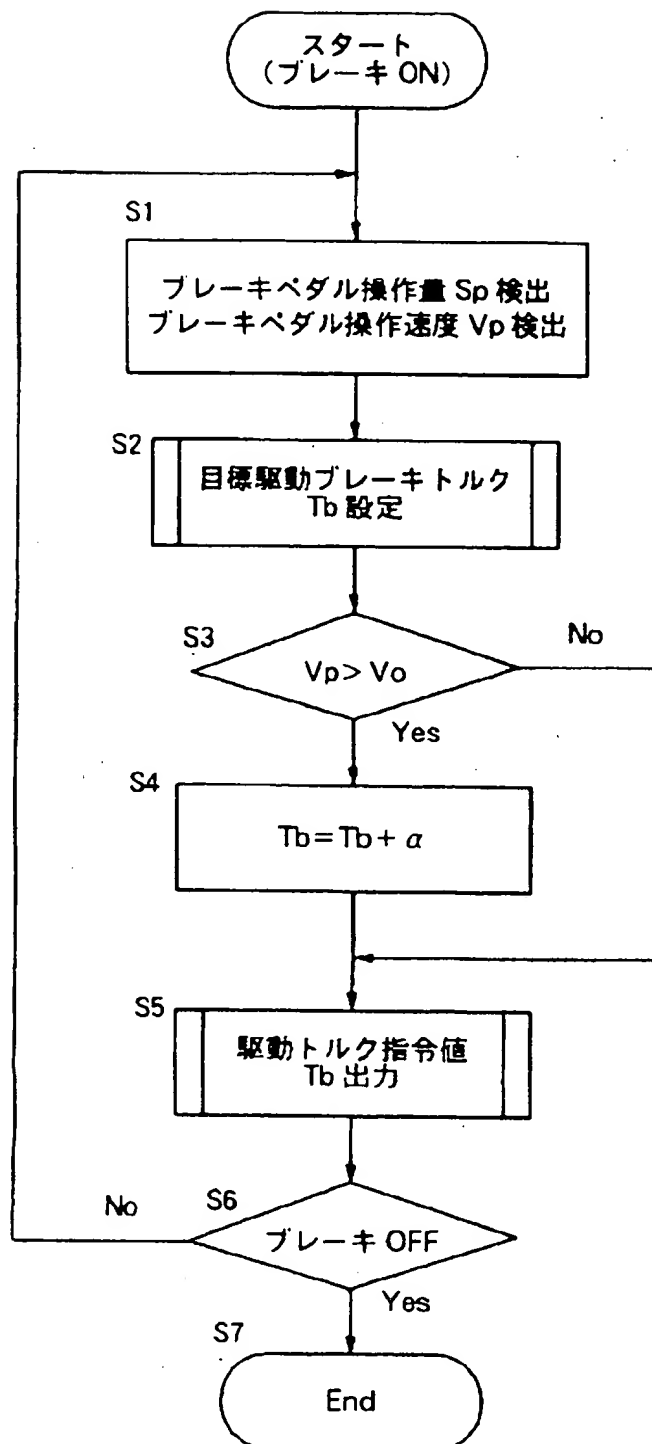 スタート
(ブレーキ ON)
S1
ブレーキペダル操作量 Sp 検出
ブレーキペダル操作速度 Vp 検出
S2
目標駆動ブレーキトルク
Tb 設定
S3
No
Vp> Vo
Yes
S4
Tb=Tb+ α
S5
駆動トルク指令値
Tb 出力
No
S6
ブレーキ OFF
Yes
S7
End